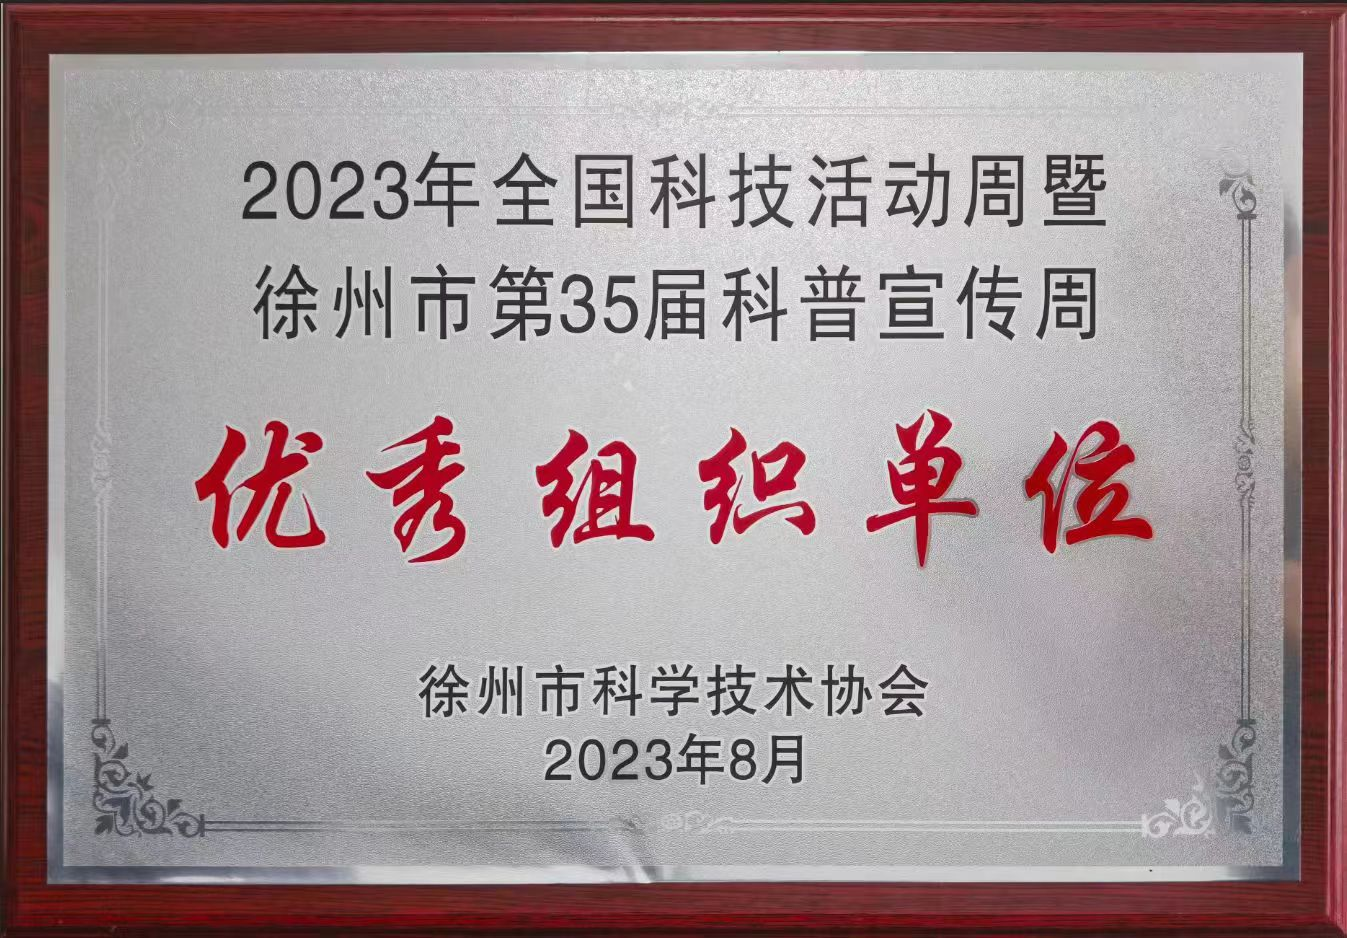 2023年全国科技活动周暨
徐州市第35届科普宣传周
优秀组织单位
徐州市科学技术协会
2023年8月